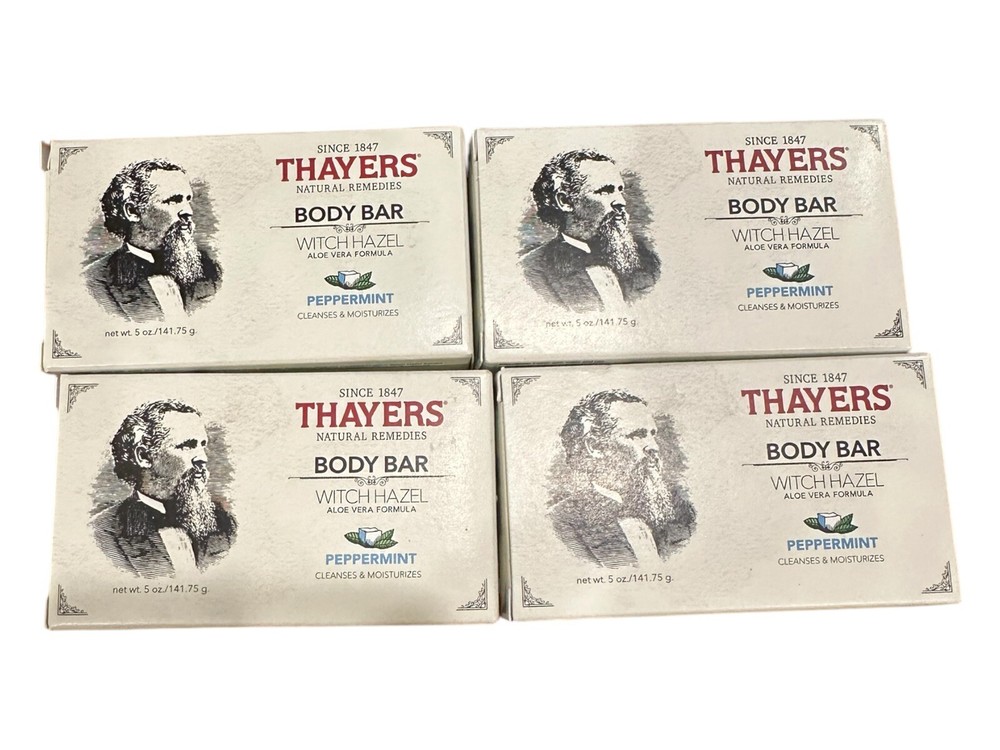 SINCE 1847
THAYERS®
NATURAL REMEDIES
BODY BAR
WITCH HAZEL
ALOE VERA FORMULA
PEPPERMINT
CLEANSES & MOISTURIZES
net wt. 5 oz./141.75 g.
SINCE 1847
THAYERS®
NATURAL REMEDIES
BODY BAR
WITCH HAZEL
ALOE VERA FORMULA
PEPPERMINT
CLEANSES & MOISTURIZES
net wt. 5 oz./141.75 g.
SINCE 1847
THAYERS®
NATURAL REMEDIES
BODY BAR
WITCH HAZEL
ALOE VERA FORMULA
PEPPERMINT
CLEANSES & MOISTURIZES
net wt. 5 oz./141.75 g.
SINCE 1847
THAYERS®
NATURAL REMEDIES
BODY BAR
WITCH HAZEL
ALOE VERA FORMULA
PEPPERMINT
CLEANSES & MOISTURIZES
net wt. 5 oz./141.75 g.